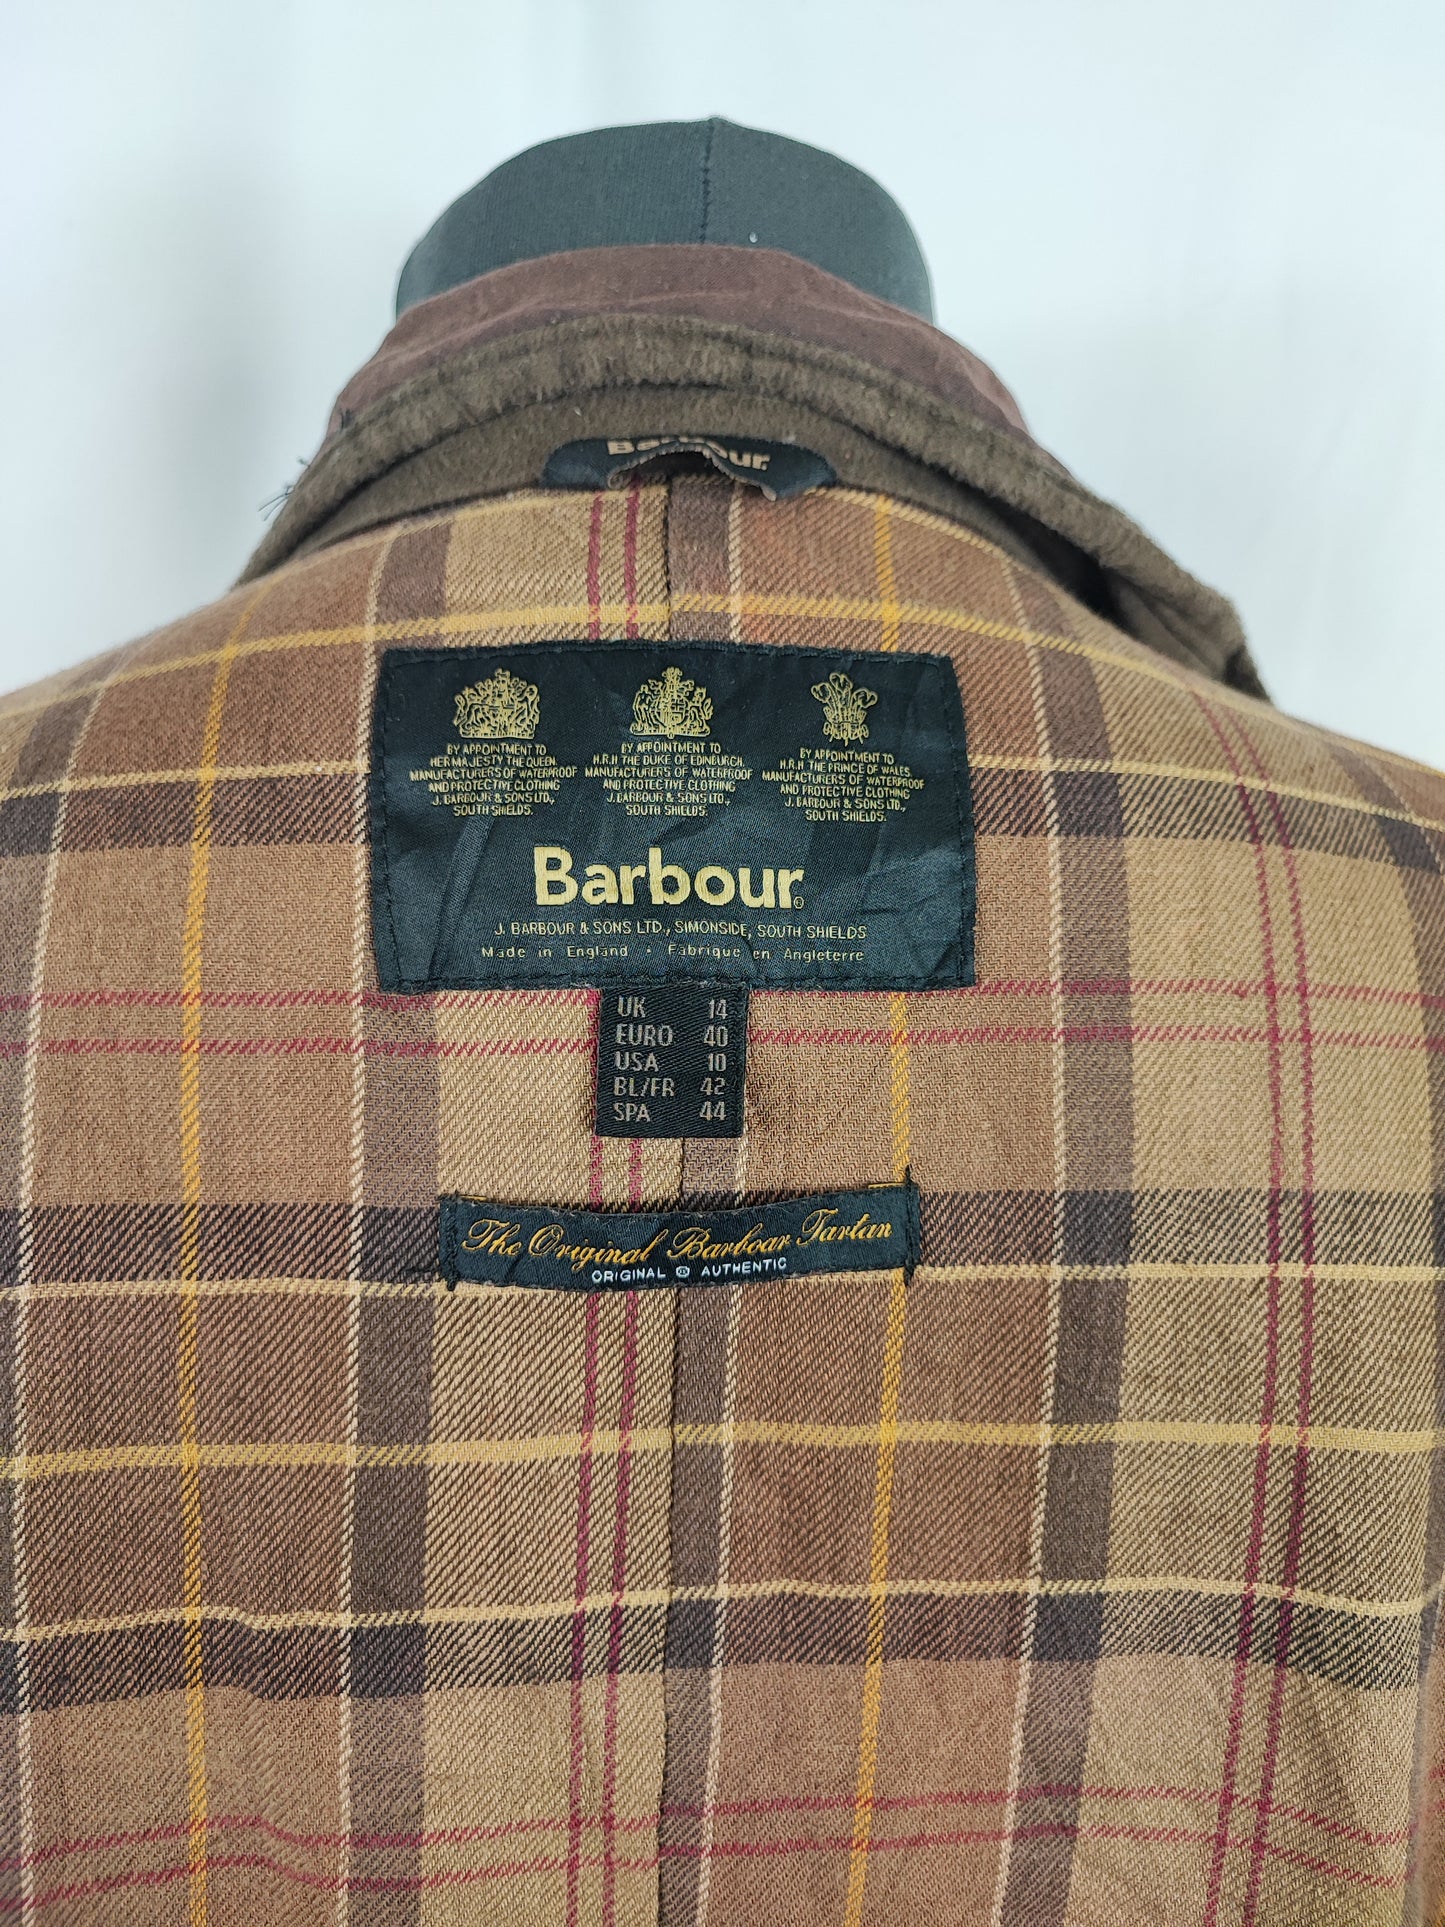 Barbour
BY APPOINTMENT TO
HER MAJESTY THE QUEEN
MANUFACTURERS OF WATERPROOF
AND PROTECTIVE CLOTHING
J. BARBOUR & SONS LTD.,
SOUTH SHIELDS.
BY APPOINTMENT TO
H.R.H THE DUKE OF EDINBURGH.
MANUFACTURERS OF WATERPROOF
AND PROTECTIVE CLOTHING
J. BARBOUR & SONS LTD.,
SOUTH SHIELDS.
BY APPOINTMENT TO
H.R.H. THE PRINCE OF WALES
MANUFACTURERS OF WATERPROOF
AND PROTECTIVE CLOTHING
J. BARBOUR & SONS LTD.,
SOUTH SHIELDS.
Barbour®
J. BARBOUR & SONS LTD., SIMONSIDE, SOUTH SHIELDS
Made in England · Fabrique en Angleterre
UK 14
EURO 40
USA 10
BL/FR 42
SPA 44
The Original Barbour Tartan
ORIGINAL AUTHENTIC